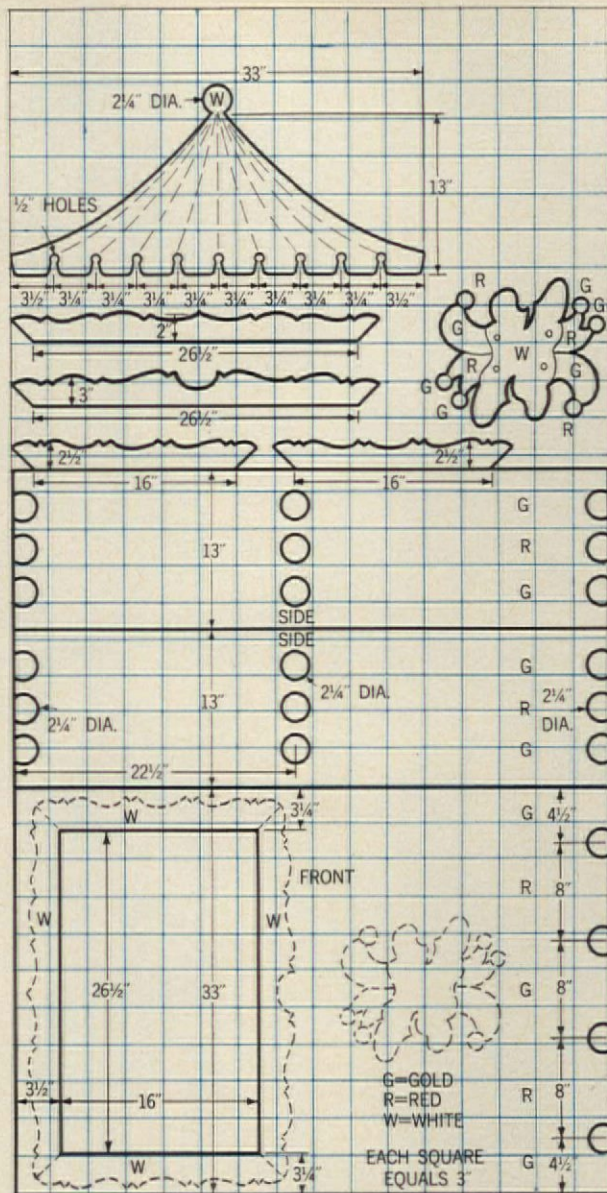 33"
2¼" DIA.
W
13"
½" HOLES
3½" 3¼" 3¼" 3¼" 3¼" 3¼" 3¼" 3¼" 3¼" 3½"
2"
26½"
3"
26½"
R
G
G
G
R
W
R
G
G
G
R
2½"
2½"
16"
16"
G
13"
R
G
SIDE
SIDE
G
13"
2¼" DIA.
2¼" DIA.
R
2¼" DIA.
G
22½"
W
3¼"
G
4½"
FRONT
W
W
R
8"
26½"
33"
G
8"
3½"
16"
G=GOLD
R=RED
W=WHITE
R
8"
W
3¼"
EACH SQUARE
EQUALS 3"
G
4½"